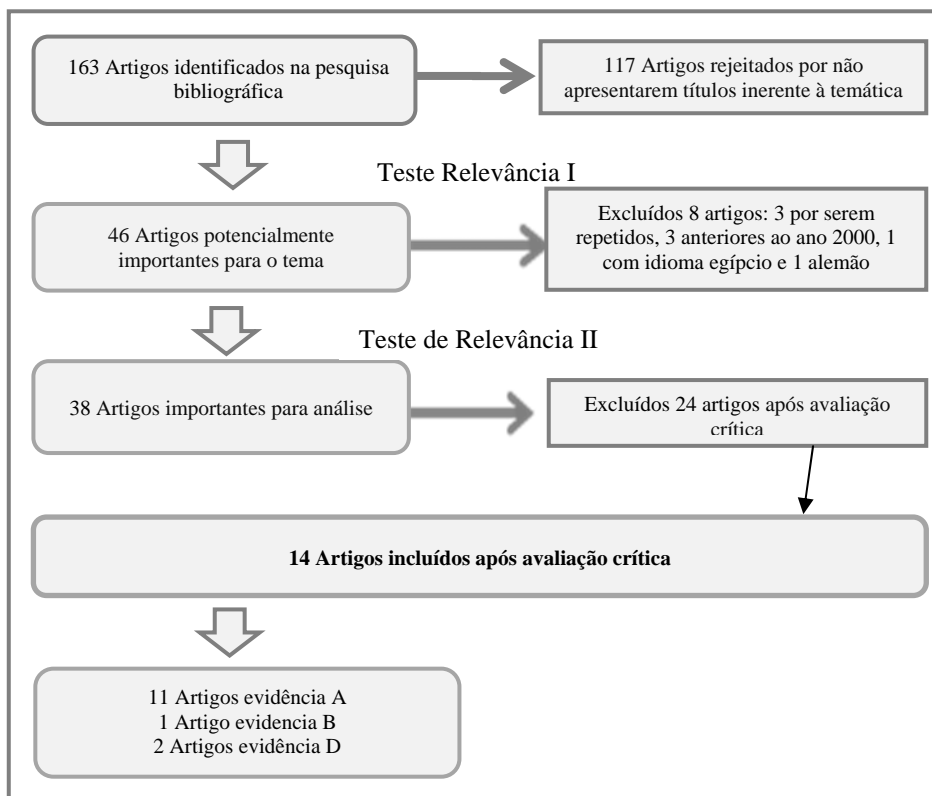 163 Artigos identificados na pesquisa
bibliográfica
117 Artigos rejeitados por não
apresentarem títulos inerente à temática
Teste Relevância I
46 Artigos potencialmente
importantes para o tema
Excluídos 8 artigos: 3 por serem
repetidos, 3 anteriores ao ano 2000, 1
com idioma egípcio e 1 alemão
Teste de Relevância II
38 Artigos importantes para análise
Excluídos 24 artigos após avaliação
crítica
14 Artigos incluídos após avaliação crítica
11 Artigos evidência A
1 Artigo evidencia B
2 Artigos evidência D